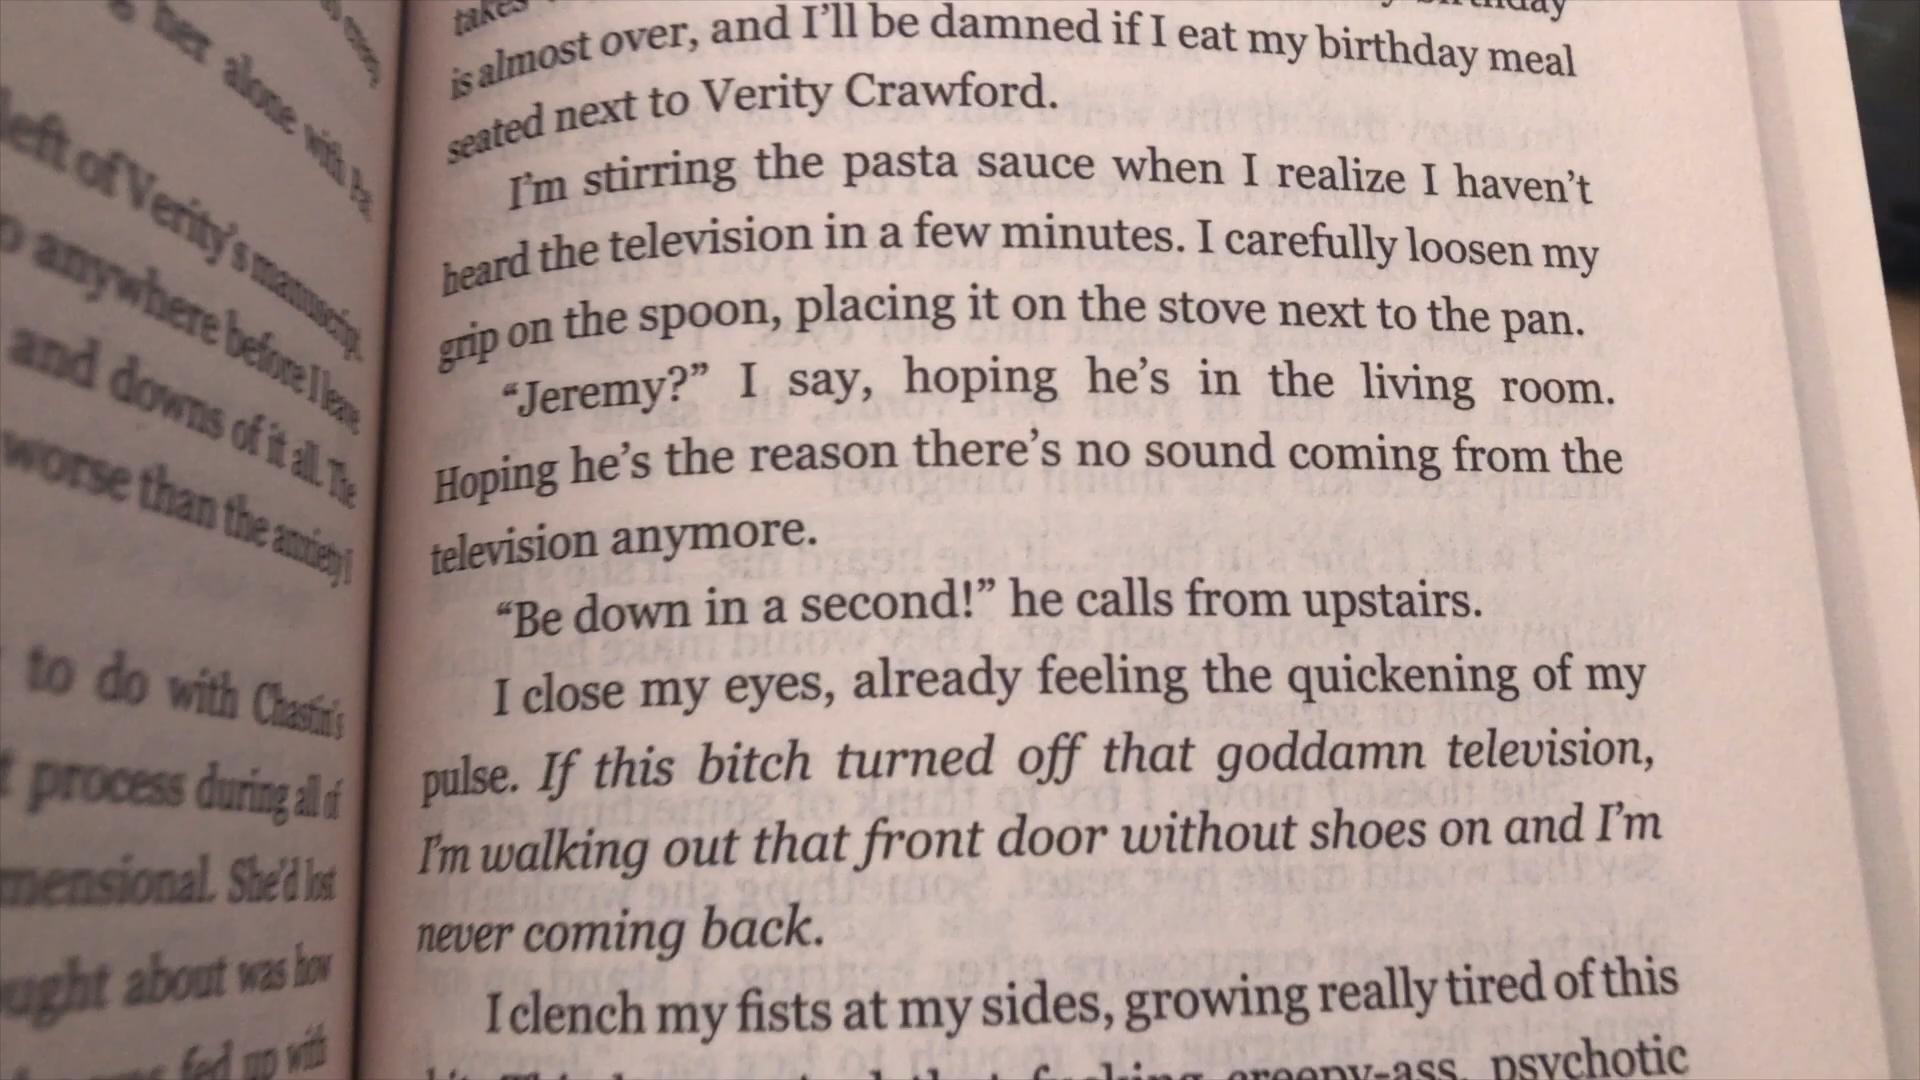 her alone with
left of Verity's manuscript.
anywhere before I leave
and downs of it all. The
worse than the anxiety I
to do with Chastin's
process during all of
She'd lost
about was how
fed up with
takes
is almost over, and I'll be damned if I eat my birthday meal
seated next to Verity Crawford.
I'm stirring the pasta sauce when I realize I haven't
heard the television in a few minutes. I carefully loosen my
grip on the spoon, placing it on the stove next to the pan.
“Jeremy?” I say, hoping he's in the living room.
Hoping he's the reason there's no sound coming from the
television anymore.
“Be down in a second!” he calls from upstairs.
I close my eyes, already feeling the quickening of my
pulse. If this bitch turned off that goddamn television,
I'm walking out that front door without shoes on and I'm
never coming back.
I clench my fists at my sides, growing really tired of this
creepy-ass, psychotic